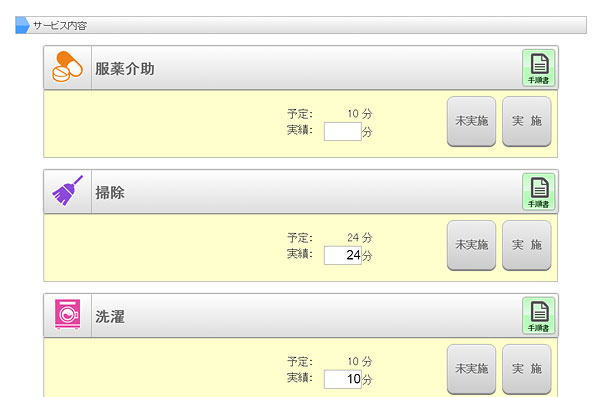 サービス内容
服薬介助
手順書
予定: 10 分
実績: 分
未実施 実 施
掃除
手順書
予定: 24 分
実績: 24 分
未実施 実 施
洗濯
手順書
予定: 10 分
実績: 10 分
未実施 実 施